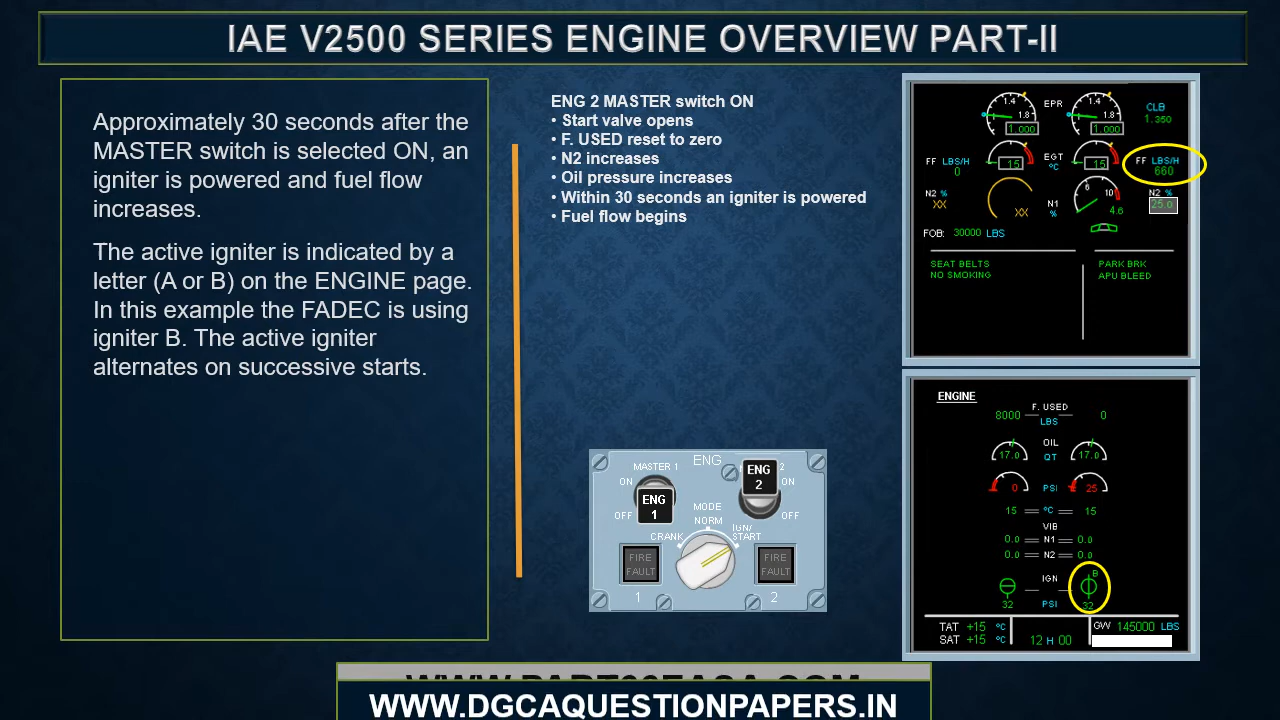 IAE V2500 SERIES ENGINE OVERVIEW PART-II
Approximately 30 seconds after the
MASTER switch is selected ON, an
igniter is powered and fuel flow
increases.
The active igniter is indicated by a
letter (A or B) on the ENGINE page.
In this example the FADEC is using
igniter B. The active igniter
alternates on successive starts.
ENG 2 MASTER switch ON
• Start valve opens
• F. USED reset to zero
• N2 increases
• Oil pressure increases
• Within 30 seconds an igniter is powered
• Fuel flow begins
MASTER 1 ENG 2
ON ENG 2 ON
ENG 1
OFF OFF
MODE
NORM
CRANK IGN/
START
FIRE FAULT FIRE FAULT
1 2
1.4 1.8 EPR 1.4 1.8 CLB
1.000 1.000 1.350
FF LBS/H EGT FF LBS/H
0 15 °C 15 660
N2 % 10 N2 %
XX XX N1 % 4.6 25.0
FOB: 30000 LBS
SEAT BELTS PARK BRK
NO SMOKING APU BLEED
ENGINE
F. USED
8000 LBS 0
OIL
17.0 QT 17.0
0 PSI 25
15 °C 15
VIB
0.0 N1 0.0
0.0 N2 0.0
IGN B
32 PSI 32
TAT +15 °C GW 145000 LBS
SAT +15 °C 12 H 00
WWW.DGCAQUESTIONPAPERS.IN